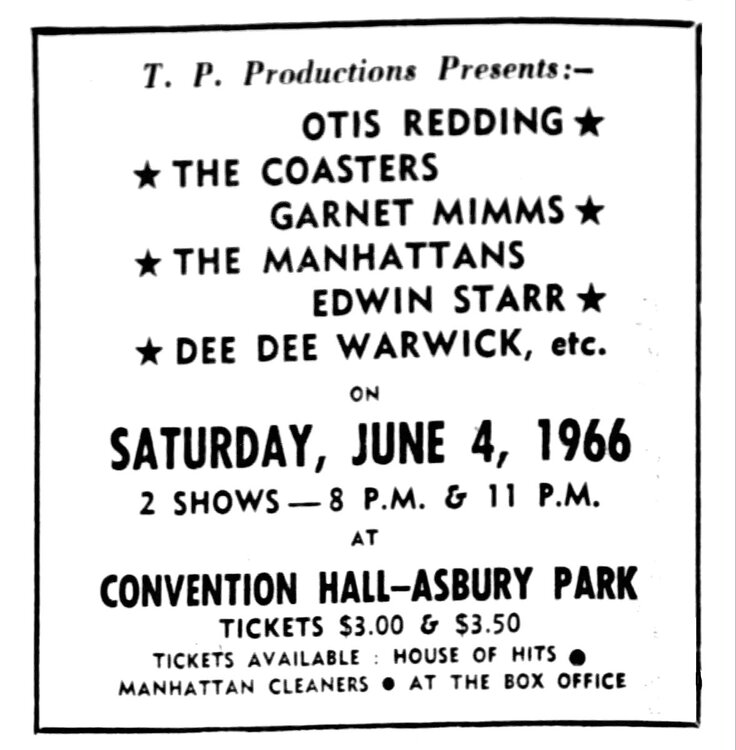 T. P. Productions Presents:–
OTIS REDDING ★
★ THE COASTERS
GARNET MIMMS ★
★ THE MANHATTANS
EDWIN STARR ★
★ DEE DEE WARWICK, etc.
ON
SATURDAY, JUNE 4, 1966
2 SHOWS — 8 P.M. & 11 P.M.
AT
CONVENTION HALL–ASBURY PARK
TICKETS $3.00 & $3.50
TICKETS AVAILABLE : HOUSE OF HITS ●
MANHATTAN CLEANERS ● AT THE BOX OFFICE